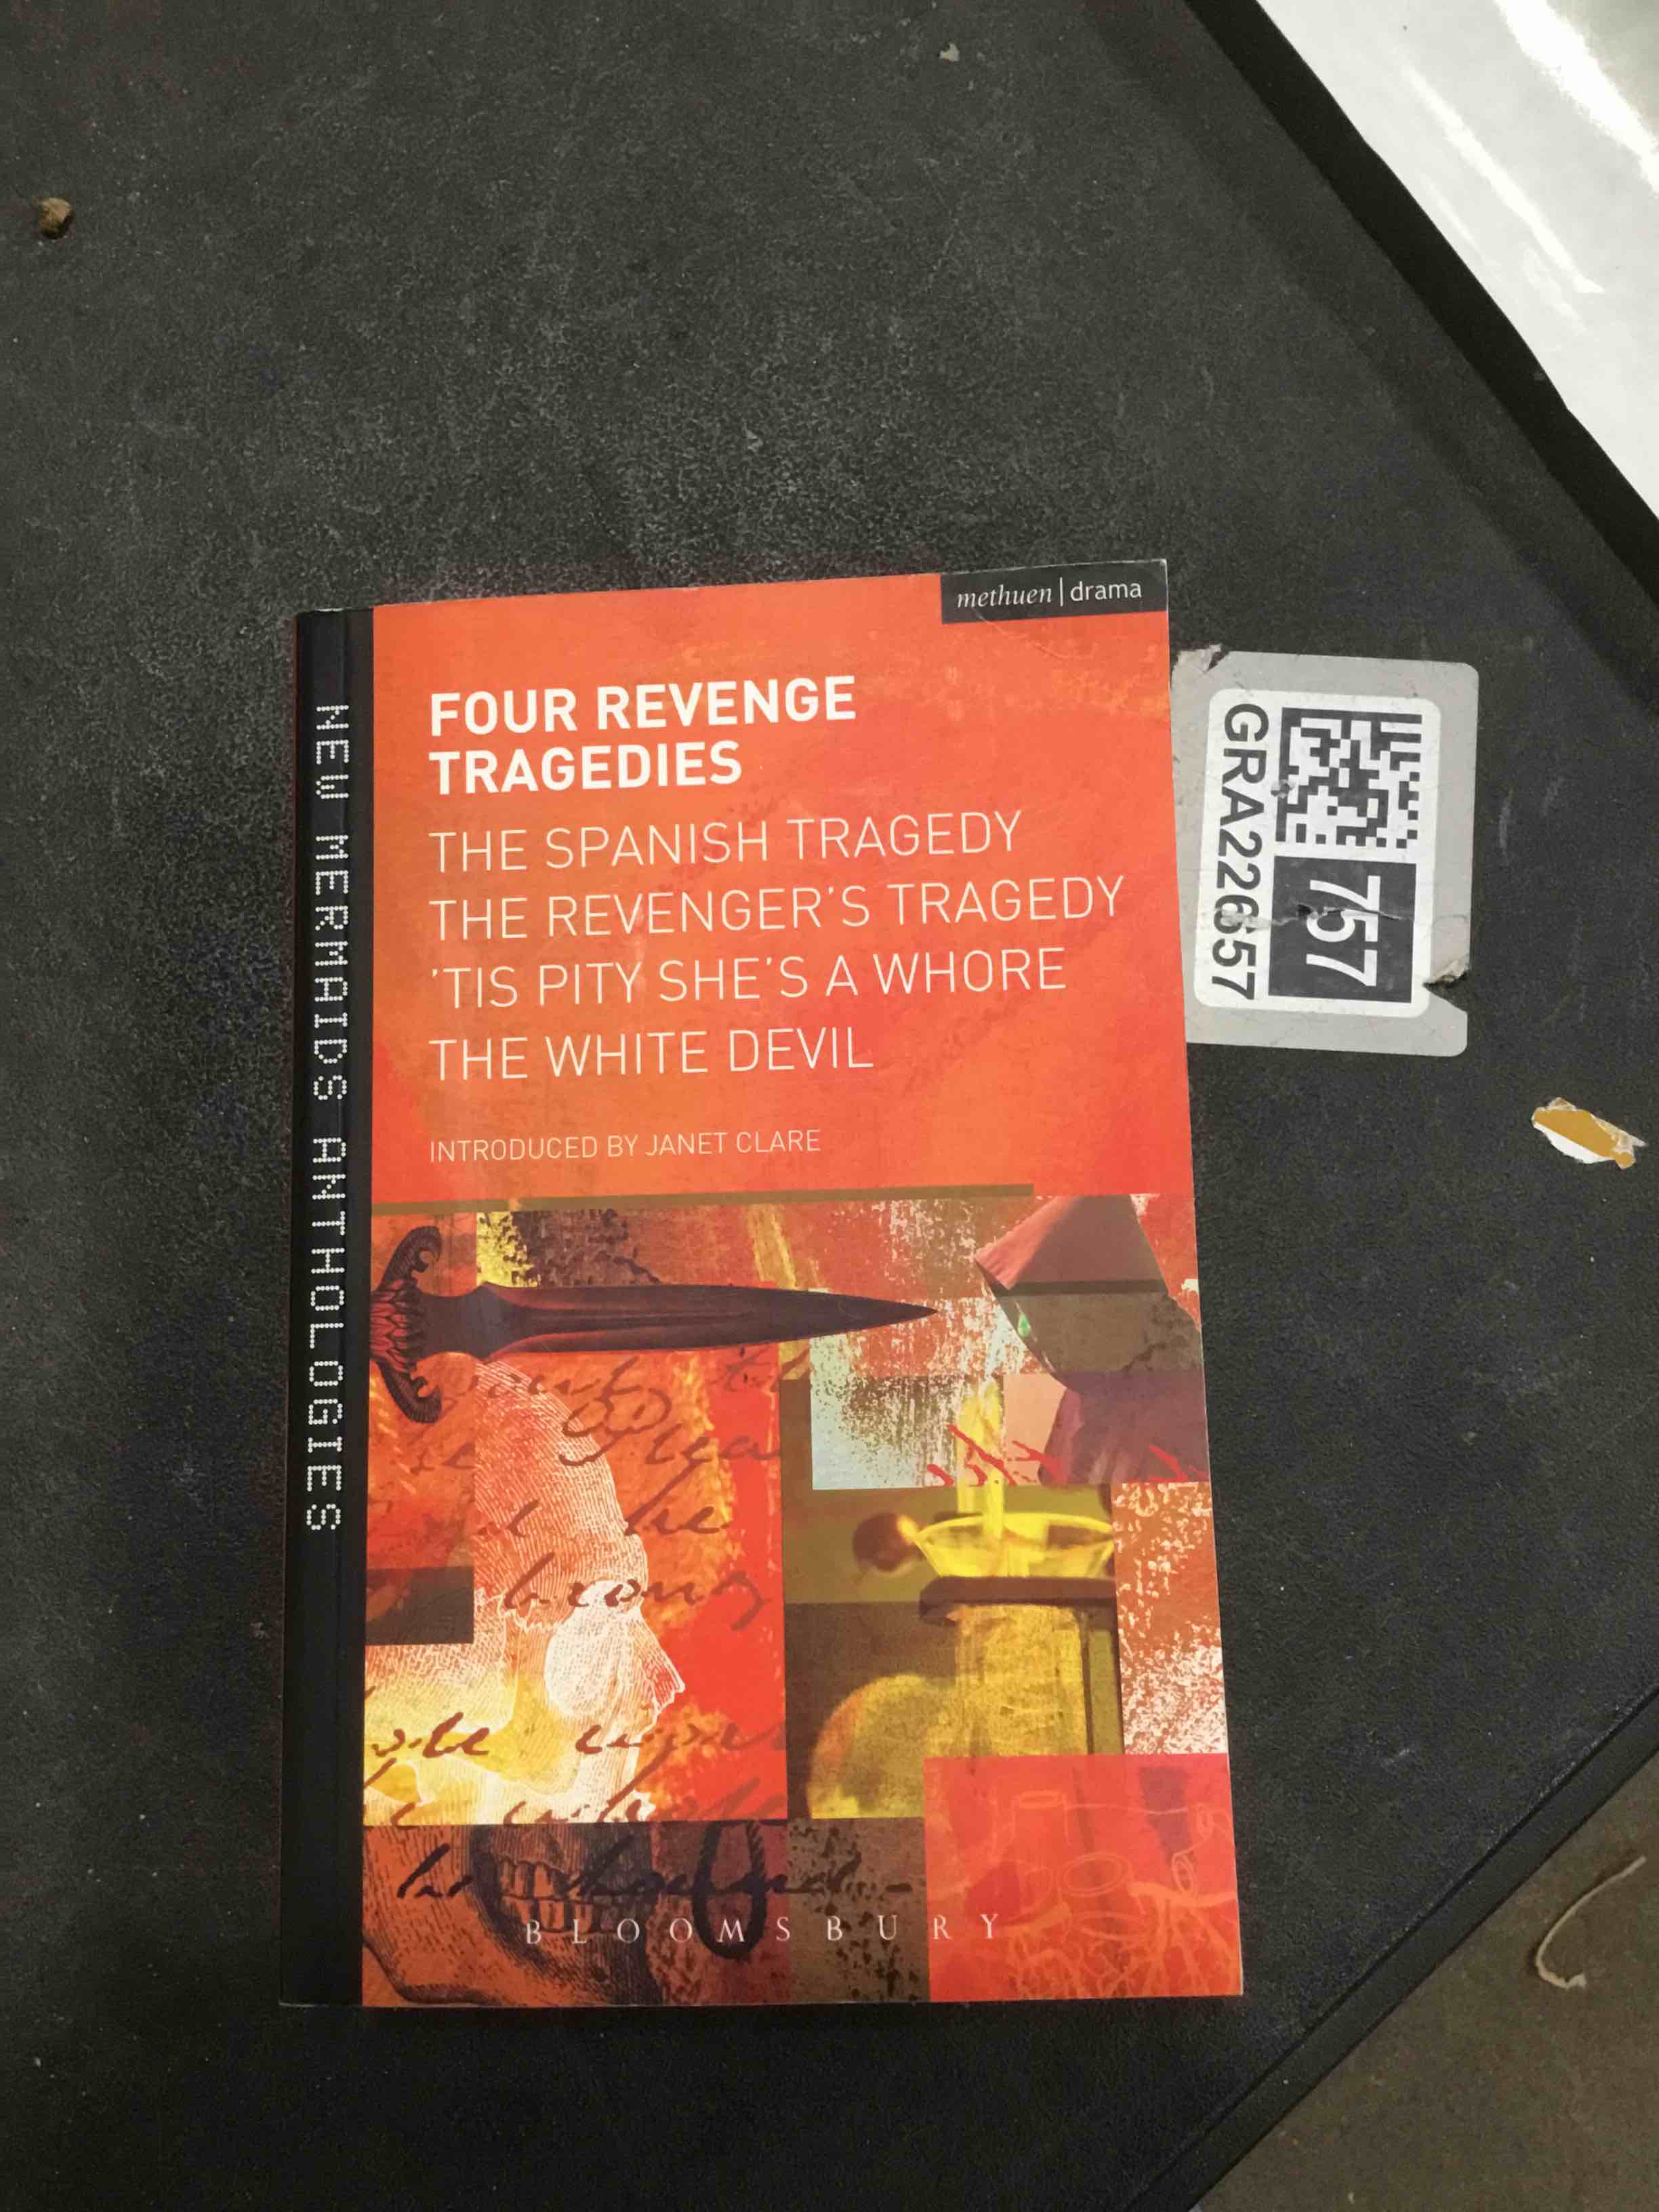 methuen | drama
FOUR REVENGE
TRAGEDIES
THE SPANISH TRAGEDY
THE REVENGER'S TRAGEDY
'TIS PITY SHE'S A WHORE
THE WHITE DEVIL
INTRODUCED BY JANET CLARE
NEW MERMAIDS ANTHOLOGIES
BLOOMSBURY
757
GRA22657